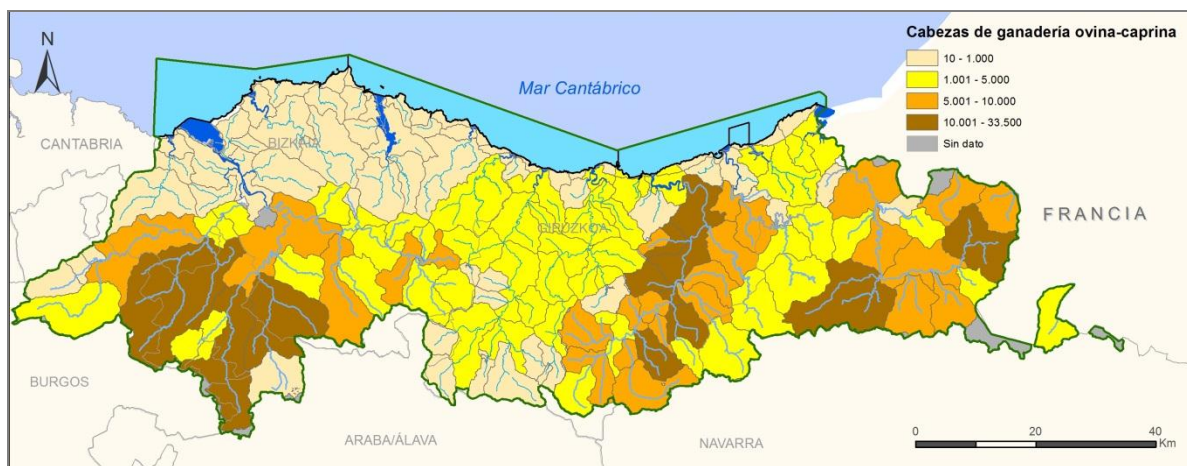 N
Cabezas de ganadería ovina-caprina
10 - 1.000
1.001 - 5.000
5.001 - 10.000
10.001 - 33.500
Sin dato
Mar Cantábrico
CANTABRIA
BIZKAIA
GIPUZKOA
FRANCIA
BURGOS
ARABA/ÁLAVA
NAVARRA
0 20 40
Km